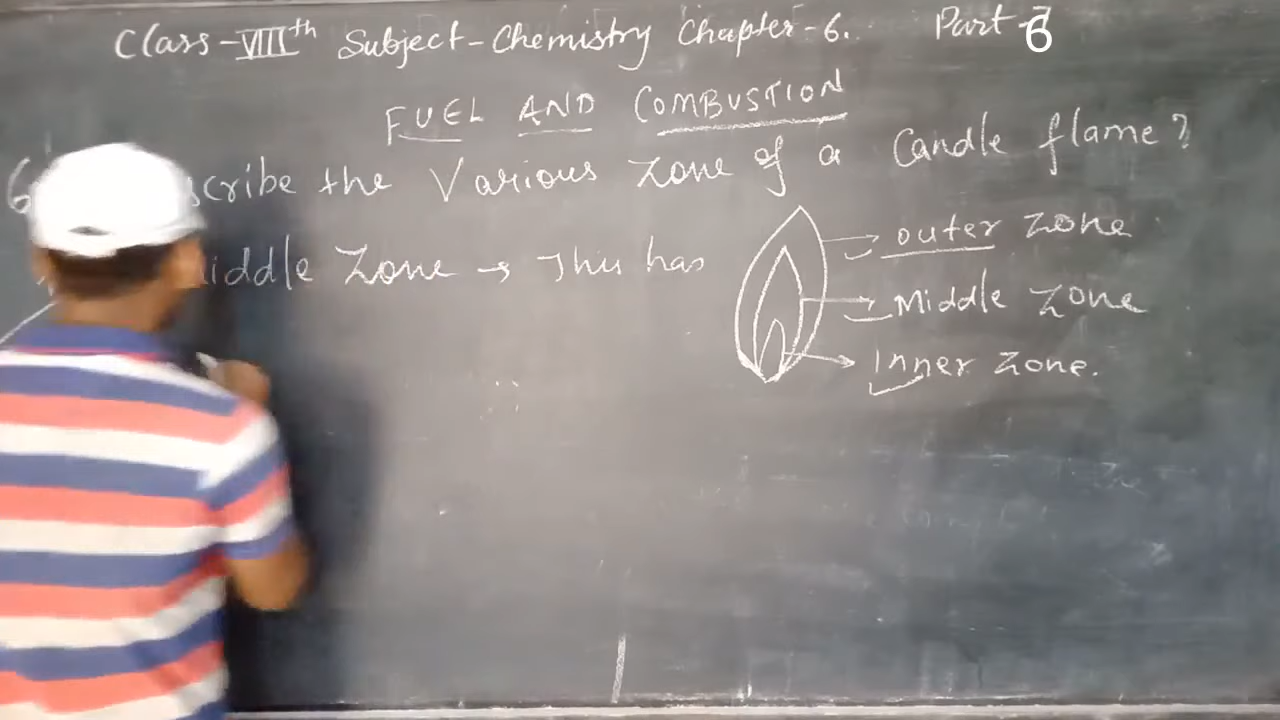 Class-VIIIth Subject-Chemistry Chapter-6. Part-6
FUEL AND COMBUSTION
scribe the Various zone of a Candle flame?
iddle Zone → This has
outer zone
Middle zone
Inner zone.